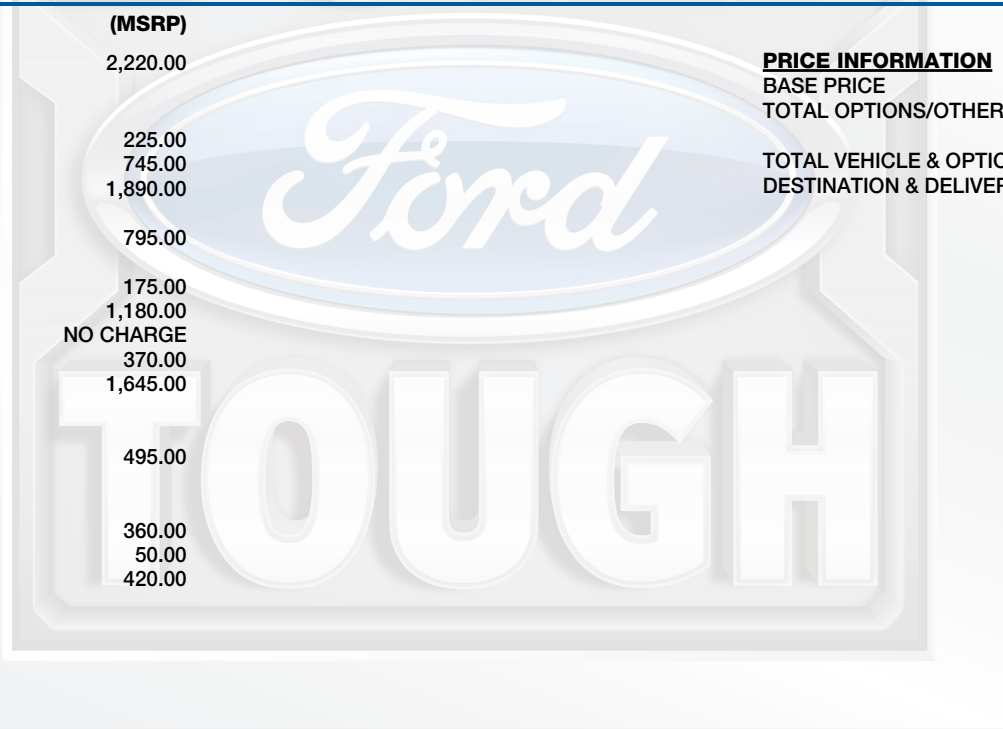 (MSRP)
2,220.00
225.00
745.00
1,890.00
795.00
175.00
1,180.00
NO CHARGE
370.00
1,645.00
495.00
360.00
50.00
420.00
PRICE INFORMATION
BASE PRICE
TOTAL OPTIONS/OTHER
TOTAL VEHICLE & OPTIO
DESTINATION & DELIVER
Ford
TOUGH